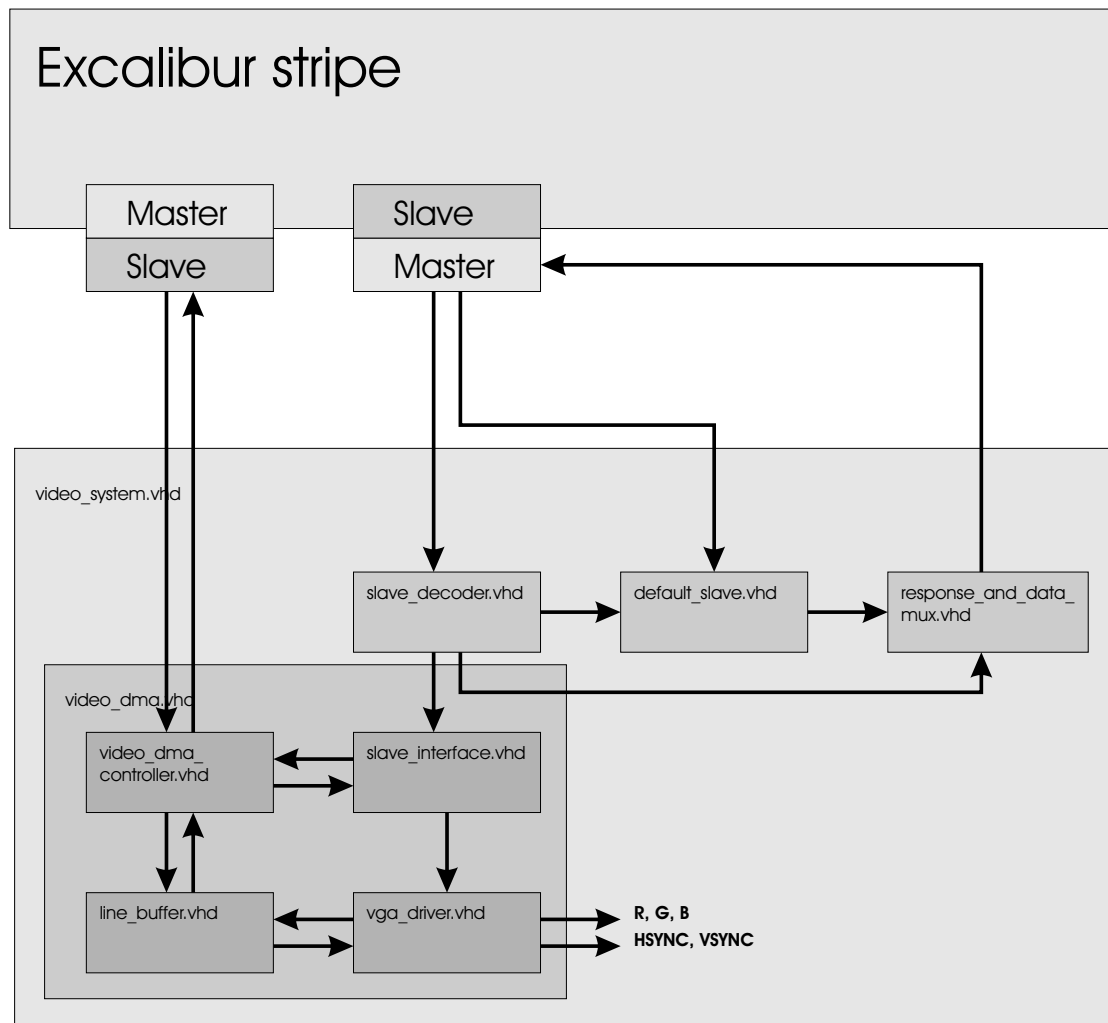 Excalibur stripe
Master
Slave
Slave
Master
video_system.vhd
slave_decoder.vhd
default_slave.vhd
response_and_data_
mux.vhd
video_dma.vhd
video_dma_
controller.vhd
slave_interface.vhd
line_buffer.vhd
vga_driver.vhd
R, G, B
HSYNC, VSYNC